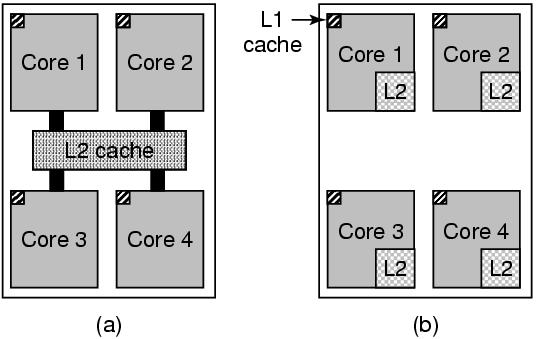 Core 1
Core 2
L2 cache
Core 3
Core 4
(a)
L1
cache
Core 1
L2
Core 2
L2
Core 3
L2
Core 4
L2
(b)